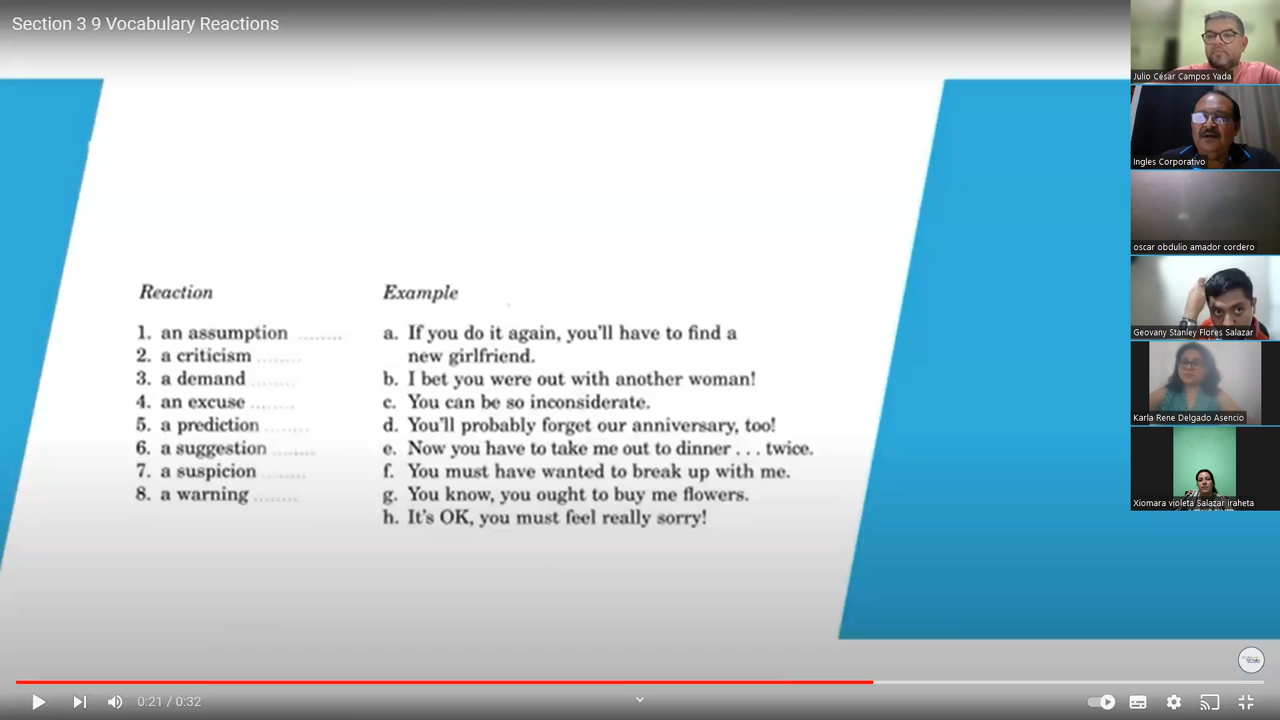 Section 3 9 Vocabulary Reactions
Reaction
Example
1. an assumption ........
2. a criticism ........
3. a demand ........
4. an excuse ........
5. a prediction ........
6. a suggestion ........
7. a suspicion ........
8. a warning ........
a. If you do it again, you'll have to find a
new girlfriend.
b. I bet you were out with another woman!
c. You can be so inconsiderate.
d. You'll probably forget our anniversary, too!
e. Now you have to take me out to dinner . . . twice.
f. You must have wanted to break up with me.
g. You know, you ought to buy me flowers.
h. It's OK, you must feel really sorry!
Julio César Campos Yada
Ingles Corporativo
oscar obdulio amador cordero
Geovany Stanley Flores Salazar
Karla Rene Delgado Asencio
Xiomara violeta Salazar iraheta
0:21 / 0:32